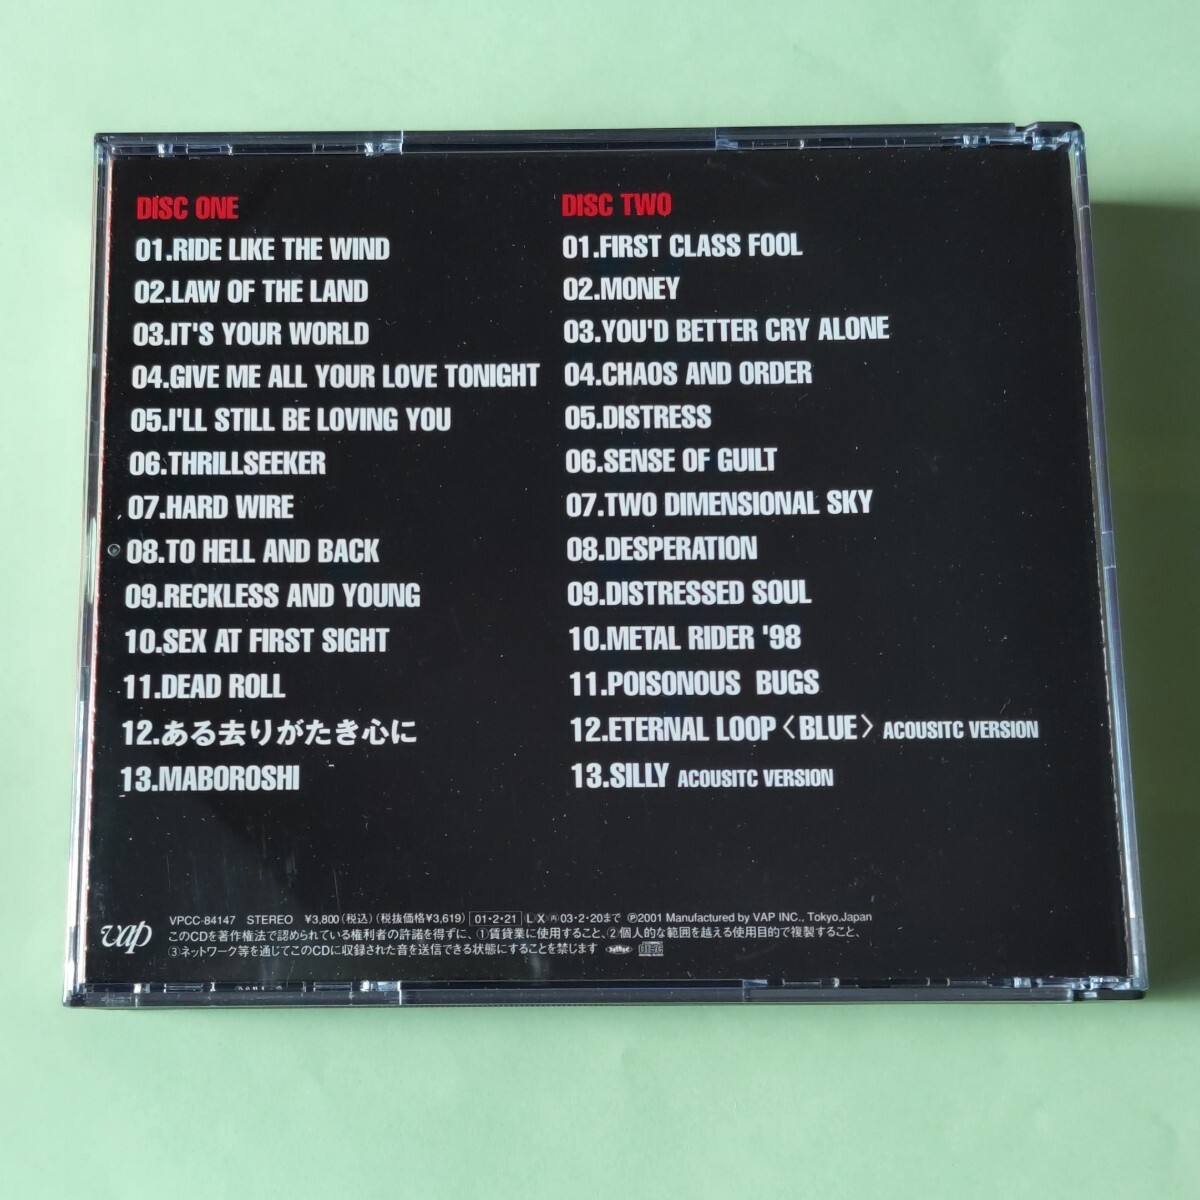 DISC ONE
01.RIDE LIKE THE WIND
02.LAW OF THE LAND
03.IT'S YOUR WORLD
04.GIVE ME ALL YOUR LOVE TONIGHT
05.I'LL STILL BE LOVING YOU
06.THRILLSEEKER
07.HARD WIRE
08.TO HELL AND BACK
09.RECKLESS AND YOUNG
10.SEX AT FIRST SIGHT
11.DEAD ROLL
12.ある去りがたき心に
13.MABOROSHI
DISC TWO
01.FIRST CLASS FOOL
02.MONEY
03.YOU'D BETTER CRY ALONE
04.CHAOS AND ORDER
05.DISTRESS
06.SENSE OF GUILT
07.TWO DIMENSIONAL SKY
08.DESPERATION
09.DISTRESSED SOUL
10.METAL RIDER '98
11.POISONOUS BUGS
12.ETERNAL LOOP〈BLUE〉ACOUSITC VERSION
13.SILLY ACOUSITC VERSION
vap
VPCC-84147 STEREO ¥3,800(税込)(税抜価格¥3,619) 01・2・21 L X 03・2・20まで ℗2001 Manufactured by VAP INC., Tokyo,Japan
このCDを著作権法で認められている権利者の許諾を得ずに、①賃貸業に使用すること、②個人的な範囲を越える使用目的で複製すること、
③ネットワーク等を通じてこのCDに収録された音を送信できる状態にすることを禁じます